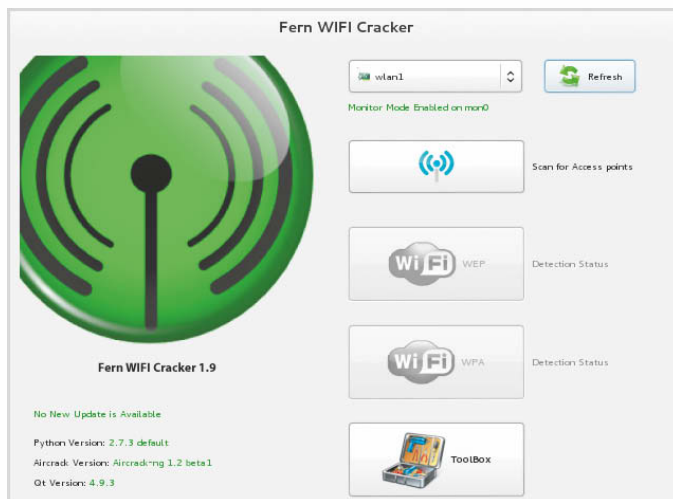 Fern WIFI Cracker
wlan1
Refresh
Monitor Mode Enabled on mon0
Scan for Access points
WiFi WEP
Detection Status
WiFi WPA
Detection Status
Fern WIFI Cracker 1.9
No New Update is Available
Python Version: 2.7.3 default
Aircrack Version: Aircrack-ng 1.2 beta1
Qt Version: 4.9.3
ToolBox